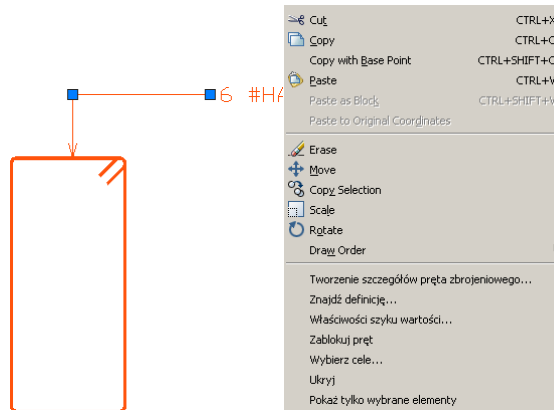 6 #HA
Cut CTRL+X
Copy CTRL+C
Copy with Base Point CTRL+SHIFT+C
Paste CTRL+V
Paste as Block CTRL+SHIFT+V
Paste to Original Coordinates
Erase
Move
Copy Selection
Scale
Rotate
Draw Order
Tworzenie szczegółów pręta zbrojeniowego...
Znajdź definicję...
Właściwości szyku wartości...
Zablokuj pręt
Wybierz cele...
Ukryj
Pokaż tylko wybrane elementy